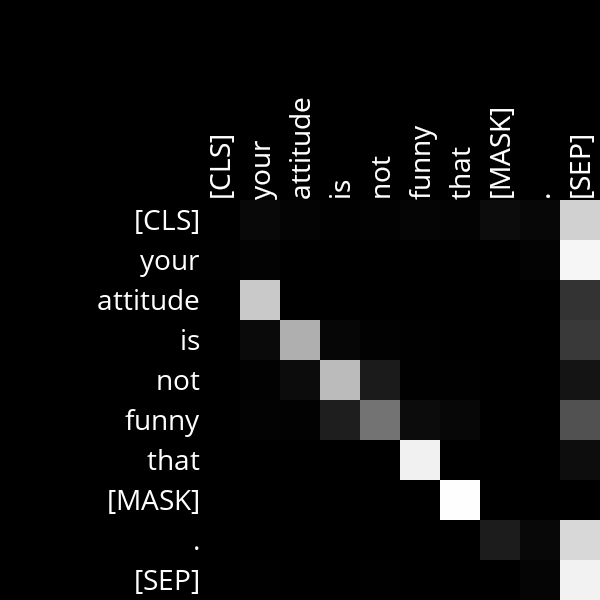 [CLS] your attitude is not funny that [MASK] . [SEP]
[CLS]
your
attitude
is
not
funny
that
[MASK]
.
[SEP]